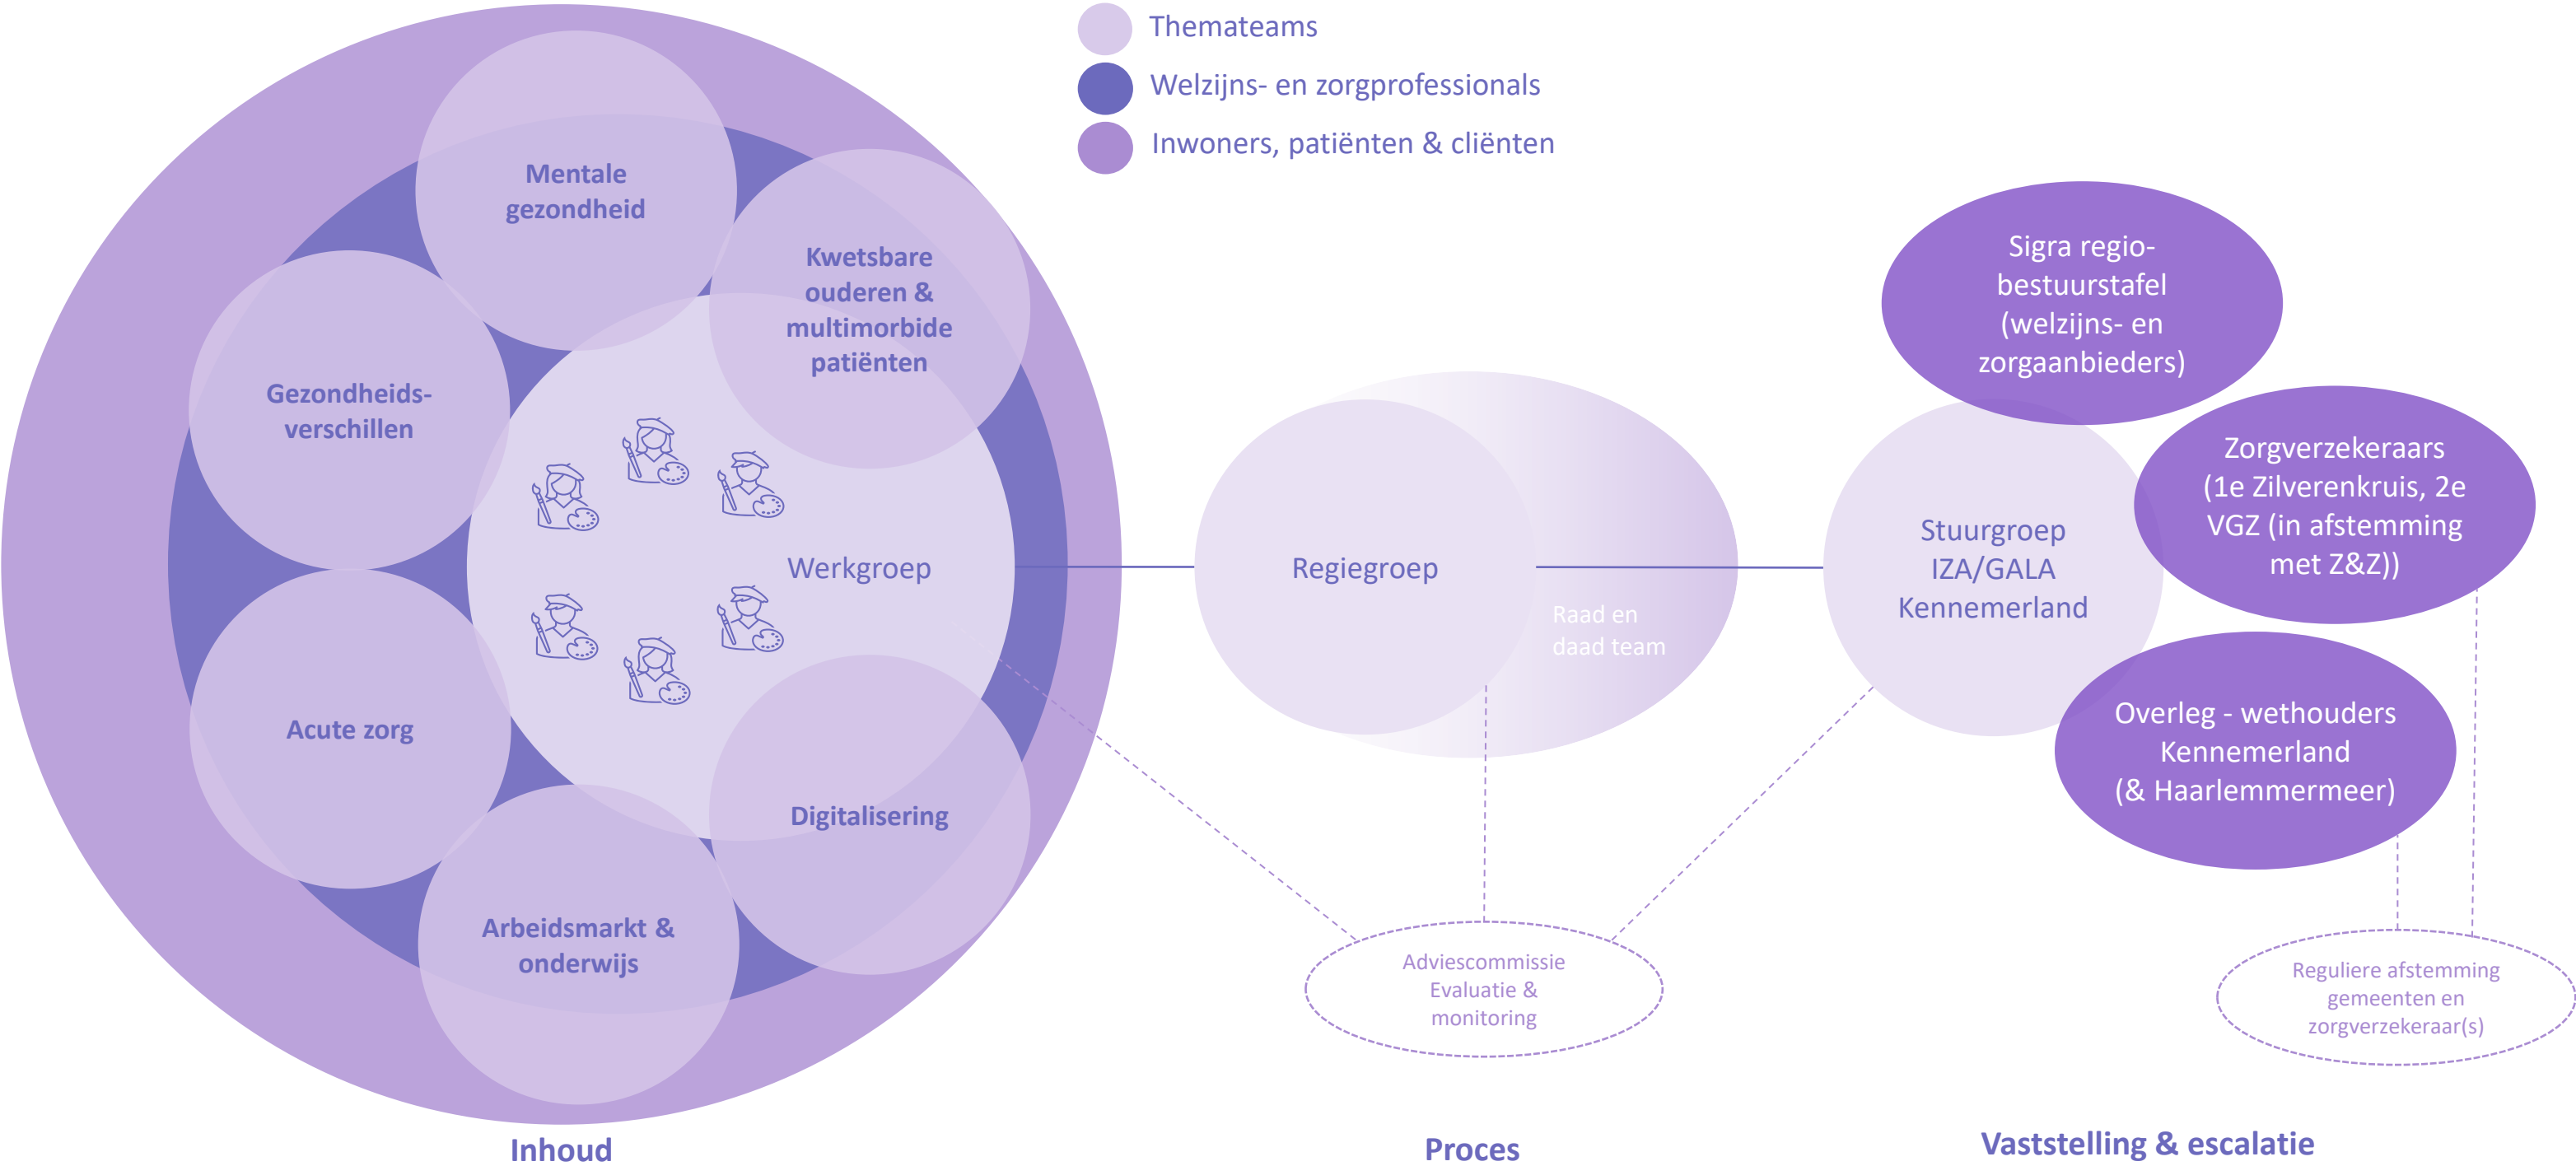 Themateams
Welzijns- en zorgprofessionals
Inwoners, patiënten & cliënten
Mentale
gezondheid
Kwetsbare
ouderen &
multimorbide
patiënten
Gezondheids-
verschillen
Werkgroep
Acute zorg
Digitalisering
Arbeidsmarkt &
onderwijs
Inhoud
Regiegroep
Raad en
daad team
Adviescommissie
Evaluatie &
monitoring
Proces
Sigra regio-
bestuurstafel
(welzijns- en
zorgaanbieders)
Zorgverzekeraars
(1e Zilverenkruis, 2e
VGZ (in afstemming
met Z&Z))
Stuurgroep
IZA/GALA
Kennemerland
Overleg - wethouders
Kennemerland
(& Haarlemmermeer)
Reguliere afstemming
gemeenten en
zorgverzekeraar(s)
Vaststelling & escalatie